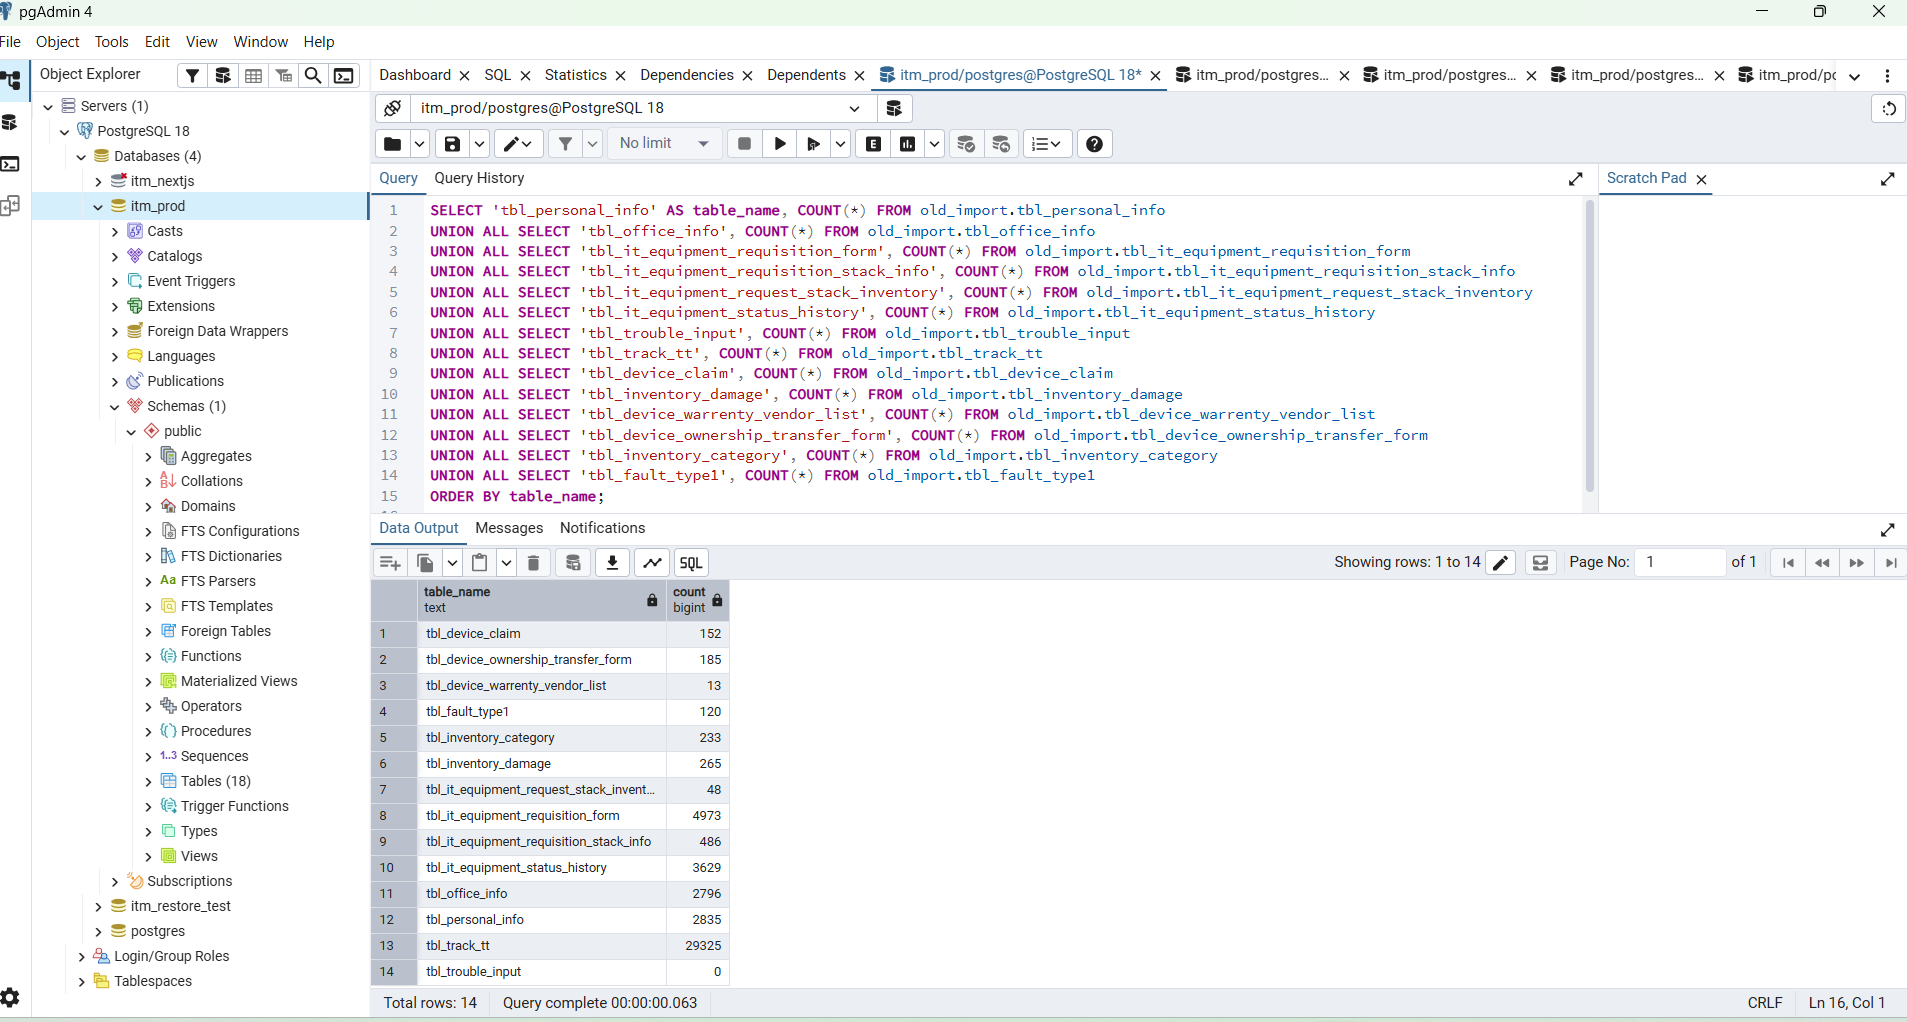 pgAdmin 4
File Object Tools Edit View Window Help
Object Explorer
Dashboard SQL Statistics Dependencies Dependents itm_prod/postgres@PostgreSQL 18* itm_prod/postgres... itm_prod/postgres... itm_prod/postgres... itm_prod/pc
Servers (1)
PostgreSQL 18
Databases (4)
itm_nextjs
itm_prod
Casts
Catalogs
Event Triggers
Extensions
Foreign Data Wrappers
Languages
Publications
Schemas (1)
public
Aggregates
Collations
Domains
FTS Configurations
FTS Dictionaries
Aa FTS Parsers
FTS Templates
Foreign Tables
Functions
Materialized Views
Operators
Procedures
1..3 Sequences
Tables (18)
Trigger Functions
Types
Views
Subscriptions
itm_restore_test
postgres
Login/Group Roles
Tablespaces
itm_prod/postgres@PostgreSQL 18
No limit
E
Query Query History
Scratch Pad
1 SELECT 'tbl_personal_info' AS table_name, COUNT(*) FROM old_import.tbl_personal_info
2 UNION ALL SELECT 'tbl_office_info', COUNT(*) FROM old_import.tbl_office_info
3 UNION ALL SELECT 'tbl_it_equipment_requisition_form', COUNT(*) FROM old_import.tbl_it_equipment_requisition_form
4 UNION ALL SELECT 'tbl_it_equipment_requisition_stack_info', COUNT(*) FROM old_import.tbl_it_equipment_requisition_stack_info
5 UNION ALL SELECT 'tbl_it_equipment_request_stack_inventory', COUNT(*) FROM old_import.tbl_it_equipment_request_stack_inventory
6 UNION ALL SELECT 'tbl_it_equipment_status_history', COUNT(*) FROM old_import.tbl_it_equipment_status_history
7 UNION ALL SELECT 'tbl_trouble_input', COUNT(*) FROM old_import.tbl_trouble_input
8 UNION ALL SELECT 'tbl_track_tt', COUNT(*) FROM old_import.tbl_track_tt
9 UNION ALL SELECT 'tbl_device_claim', COUNT(*) FROM old_import.tbl_device_claim
10 UNION ALL SELECT 'tbl_inventory_damage', COUNT(*) FROM old_import.tbl_inventory_damage
11 UNION ALL SELECT 'tbl_device_warrenty_vendor_list', COUNT(*) FROM old_import.tbl_device_warrenty_vendor_list
12 UNION ALL SELECT 'tbl_device_ownership_transfer_form', COUNT(*) FROM old_import.tbl_device_ownership_transfer_form
13 UNION ALL SELECT 'tbl_inventory_category', COUNT(*) FROM old_import.tbl_inventory_category
14 UNION ALL SELECT 'tbl_fault_type1', COUNT(*) FROM old_import.tbl_fault_type1
15 ORDER BY table_name;
Data Output Messages Notifications
SQL
Showing rows: 1 to 14
Page No: 1 of 1
table_name count
text bigint
1 tbl_device_claim 152
2 tbl_device_ownership_transfer_form 185
3 tbl_device_warrenty_vendor_list 13
4 tbl_fault_type1 120
5 tbl_inventory_category 233
6 tbl_inventory_damage 265
7 tbl_it_equipment_request_stack_invent... 48
8 tbl_it_equipment_requisition_form 4973
9 tbl_it_equipment_requisition_stack_info 486
10 tbl_it_equipment_status_history 3629
11 tbl_office_info 2796
12 tbl_personal_info 2835
13 tbl_track_tt 29325
14 tbl_trouble_input 0
Total rows: 14 Query complete 00:00:00.063 CRLF Ln 16, Col 1